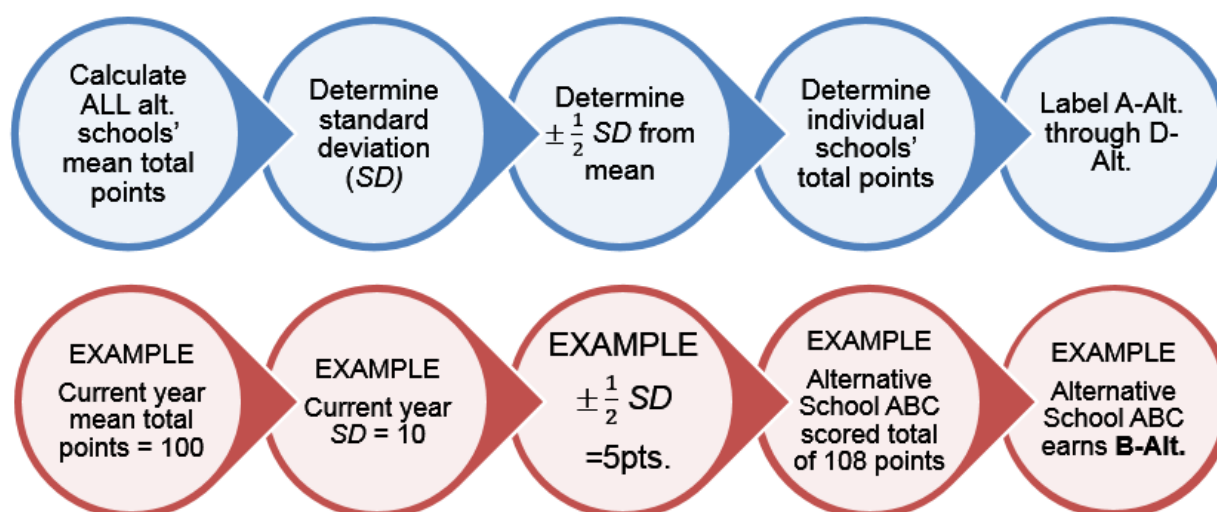 Calculate
ALL alt.
schools'
mean total
points
Determine
standard
deviation
(SD)
Determine
± 1/2 SD from
mean
Determine
individual
schools'
total points
Label A-Alt.
through D-
Alt.
EXAMPLE
Current year
mean total
points = 100
EXAMPLE
Current year
SD = 10
EXAMPLE
± 1/2 SD
=5pts.
EXAMPLE
Alternative
School ABC
scored total
of 108 points
EXAMPLE
Alternative
School ABC
earns B-Alt.